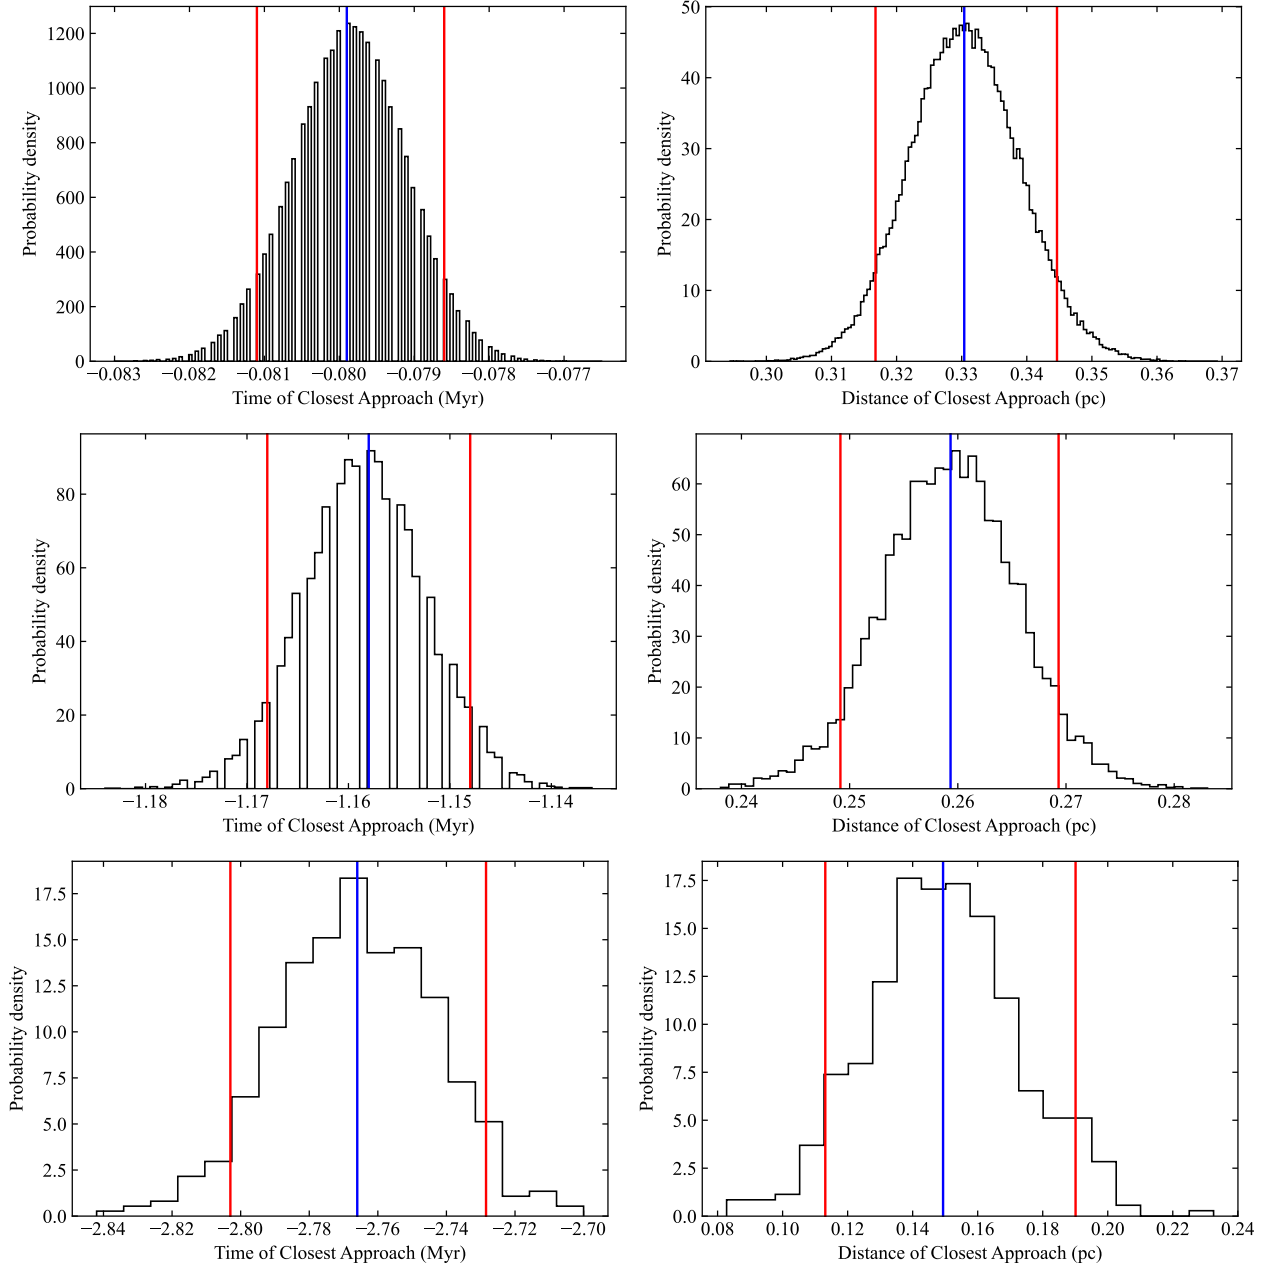 1200
1000
800
600
400
200
0
Probability density
−0.083 −0.082 −0.081 −0.080 −0.079 −0.078 −0.077
Time of Closest Approach (Myr)
50
40
30
20
10
0
Probability density
0.30 0.31 0.32 0.33 0.34 0.35 0.36 0.37
Distance of Closest Approach (pc)
80
60
40
20
0
Probability density
−1.18 −1.17 −1.16 −1.15 −1.14
Time of Closest Approach (Myr)
60
50
40
30
20
10
0
Probability density
0.24 0.25 0.26 0.27 0.28
Distance of Closest Approach (pc)
17.5
15.0
12.5
10.0
7.5
5.0
2.5
0.0
Probability density
−2.84 −2.82 −2.80 −2.78 −2.76 −2.74 −2.72 −2.70
Time of Closest Approach (Myr)
17.5
15.0
12.5
10.0
7.5
5.0
2.5
0.0
Probability density
0.08 0.10 0.12 0.14 0.16 0.18 0.20 0.22 0.24
Distance of Closest Approach (pc)